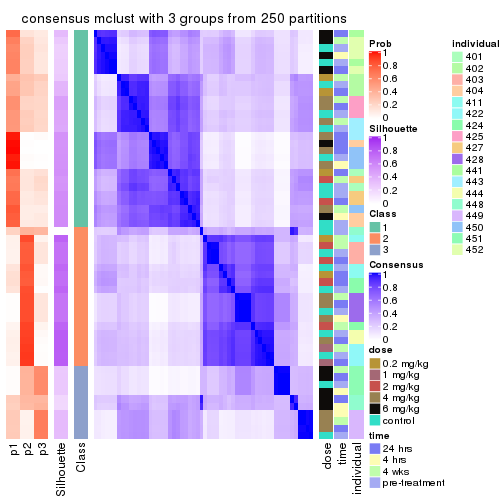 consensus mclust with 3 groups from 250 partitions
p1
p2
p3
Silhouette
Class
dose
time
individual
Prob
1
0.8
0.6
0.4
0.2
0
Silhouette
1
0.8
0.6
0.4
0.2
0
Class
1
2
3
Consensus
1
0.8
0.6
0.4
0.2
0
dose
0.2 mg/kg
1 mg/kg
2 mg/kg
4 mg/kg
6 mg/kg
control
time
24 hrs
4 hrs
4 wks
pre-treatment
individual
401
402
403
404
411
422
424
425
427
428
441
443
444
448
449
450
451
452